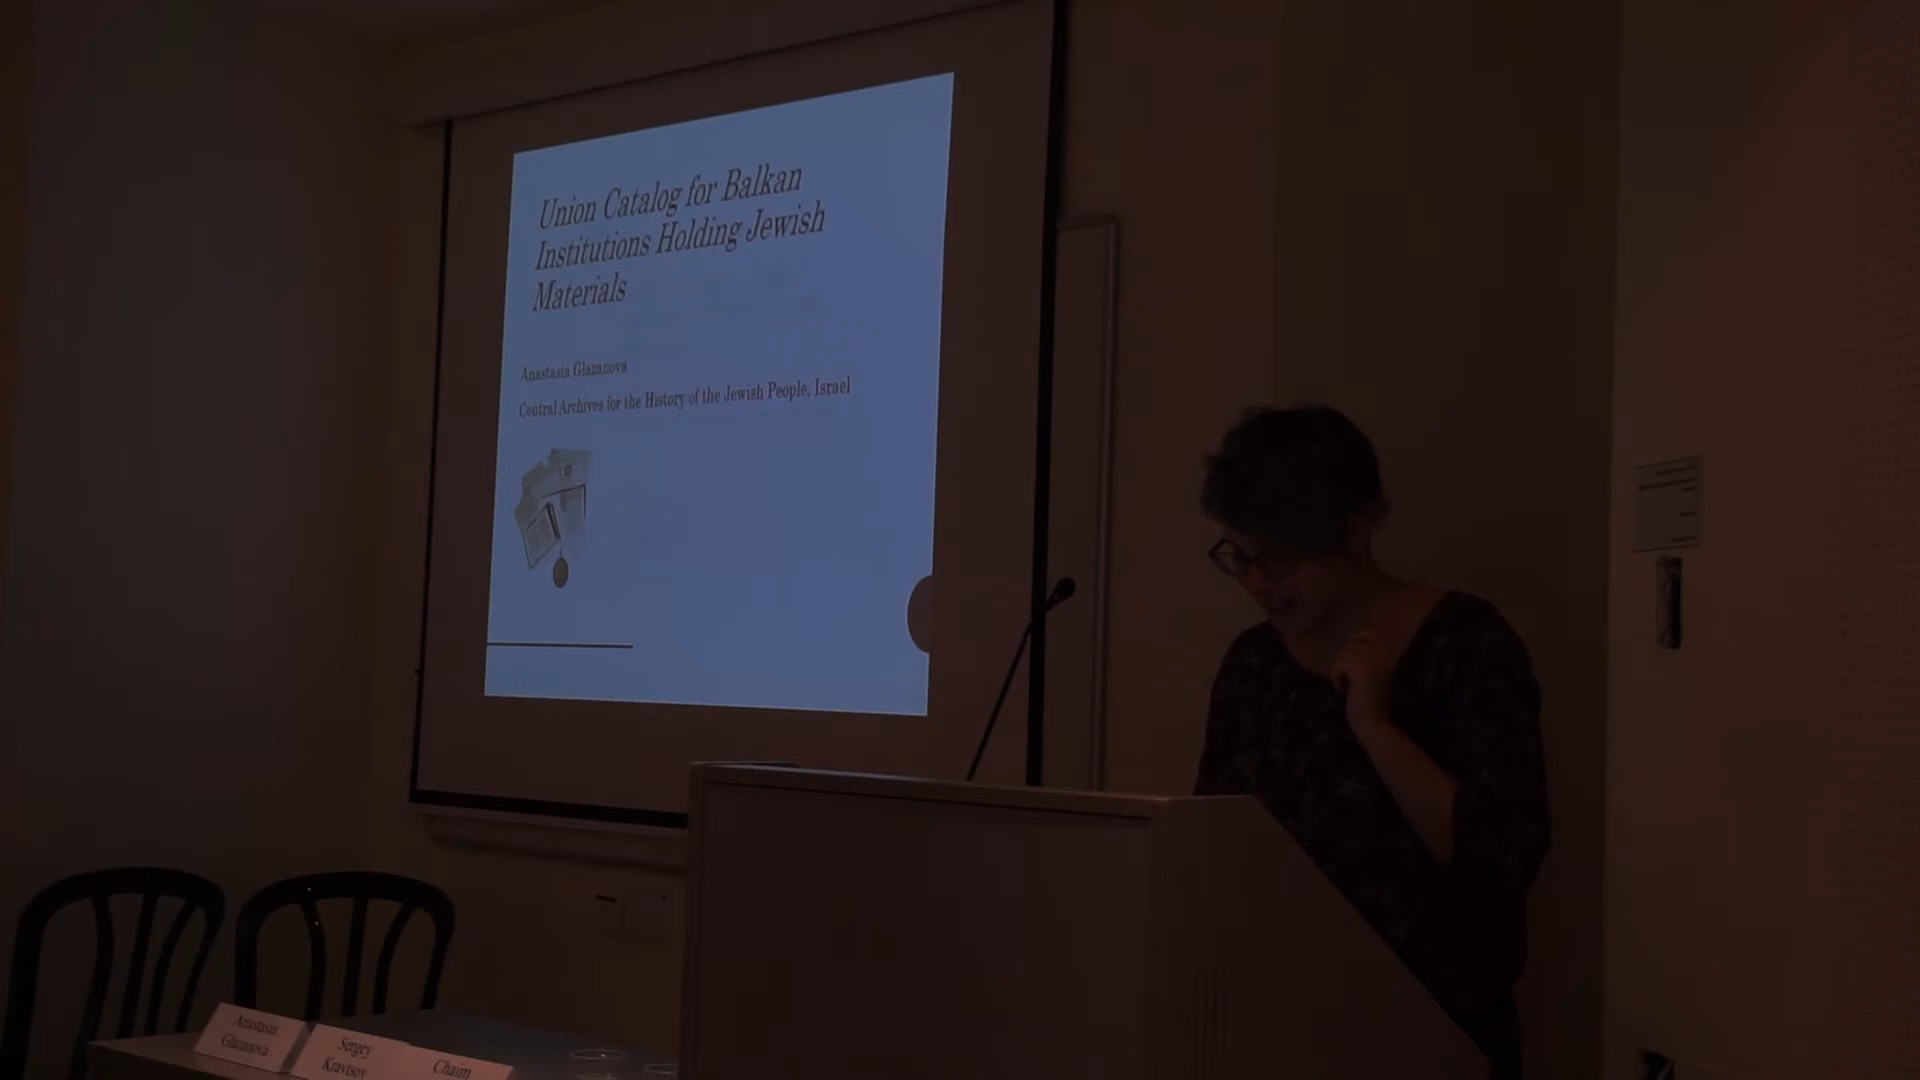 Union Catalog for Balkan
Institutions Holding Jewish
Materials
Anastasia Glazanova
Central Archives for the History of the Jewish People, Israel
Anastasia
Glazanova
Sergey
Kravtsov
Chaim